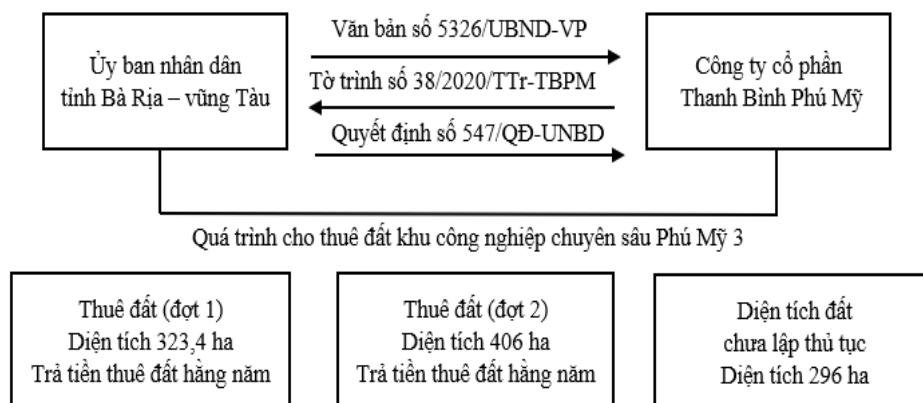 Ủy ban nhân dân
tỉnh Bà Rịa – vũng Tàu
Văn bản số 5326/UBND-VP
Tờ trình số 38/2020/TTr-TBPM
Quyết định số 547/QĐ-UNBD
Công ty cổ phần
Thanh Bình Phú Mỹ
Quá trình cho thuê đất khu công nghiệp chuyên sâu Phú Mỹ 3
Thuê đất (đợt 1)
Diện tích 323,4 ha
Trả tiền thuê đất hằng năm
Thuê đất (đợt 2)
Diện tích 406 ha
Trả tiền thuê đất hằng năm
Diện tích đất
chưa lập thủ tục
Diện tích 296 ha